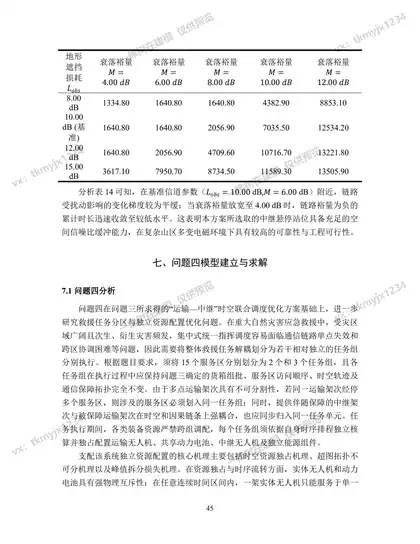 地形 衰落裕量 衰落裕量 衰落裕量 衰落裕量 衰落裕量
遮挡 M = M = M = M = M =
损耗 4.00 dB 6.00 dB 8.00 dB 10.00 dB 12.00 dB
L_obs
8.00 dB 1334.80 1640.80 1640.80 4382.90 8853.10
10.00 dB (基准) 1640.80 1640.80 2056.90 7035.50 12534.20
12.00 dB 1640.80 2056.90 4709.60 10716.70 13221.80
15.00 dB 3617.10 7950.70 8734.50 11589.30 13505.90
分析表 14 可知，在基准信道参数（L_obs = 10.00 dB,M = 6.00 dB）附近，链路
受扰动影响的变化梯度较为平缓；当衰落裕量放宽至 4.00 dB 时，链路裕量为负的
累计时长迅速收敛至较低水平。这表明本方案所选取的中继悬停站位具备充足的空
间信噪比缓冲能力，在复杂山区多变电磁环境下具有较高的可靠性与工程可行性。
七、问题四模型建立与求解
7.1 问题四分析
问题四在问题三所求得的“运输—中继”时空联合调度优化方案基础上，进一步
研究救援任务分区与独立资源配置优化问题。在重大自然灾害应急救援中，受灾区
域广阔且次生、衍生灾害频发，集中式统一指挥调度容易面临通信链路单点失效和
跨区协调困难等问题，因此需要将整体救援任务解耦划分为若干相对独立的任务组
分别执行。根据题目要求，须将 15 个服务区分别划分为 2 个和 3 个任务组，且各
任务组在执行过程中应保持问题三确定的货箱组批、服务区访问顺序、时空轨迹及
通信保障拓扑完全不变。由于多点运输架次具有不可分割性，若同一运输架次经停
多个服务区，则涉及的服务区必须划入同一任务组；同时，提供伴随保障的中继架
次与被保障运输架次在时空和因果链条上强耦合，也应同步归入同一任务单元。任
务执行期间，各类装备资源严禁跨组调配，每个任务组须依据自身时序排程独立核
算并独占配置运输无人机、共享动力电池、中继无人机及独立能源组件。
支配该系统独立资源配置的核心机理主要包括时空资源独占机理、超图拓扑不
可分机理以及峰值拆分损失机理。在资源独占与时序流转方面，实体无人机和动力
电池具有强物理互斥性：在任意连续时间区间内，一架实体无人机只能服务于单一
45
vx: tkmyjx1234
仅供预览